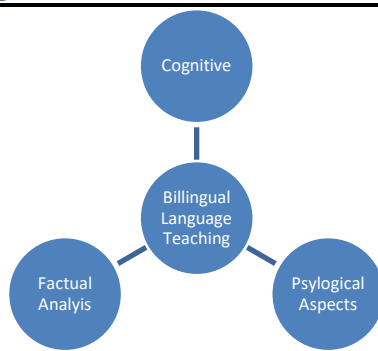 Cognitive
Billingual
Language
Teaching
Factual
Analyis
Psylogical
Aspects